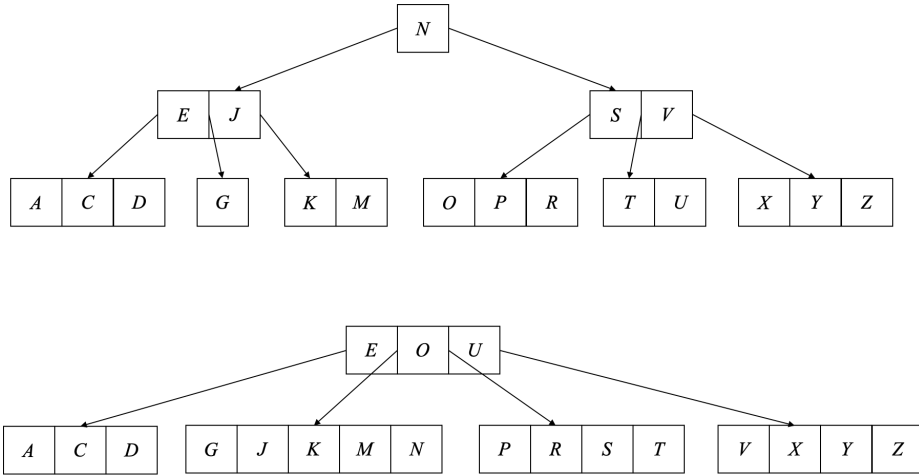 N
E J S V
A C D G K M O P R T U X Y Z
E O U
A C D G J K M N P R S T V X Y Z